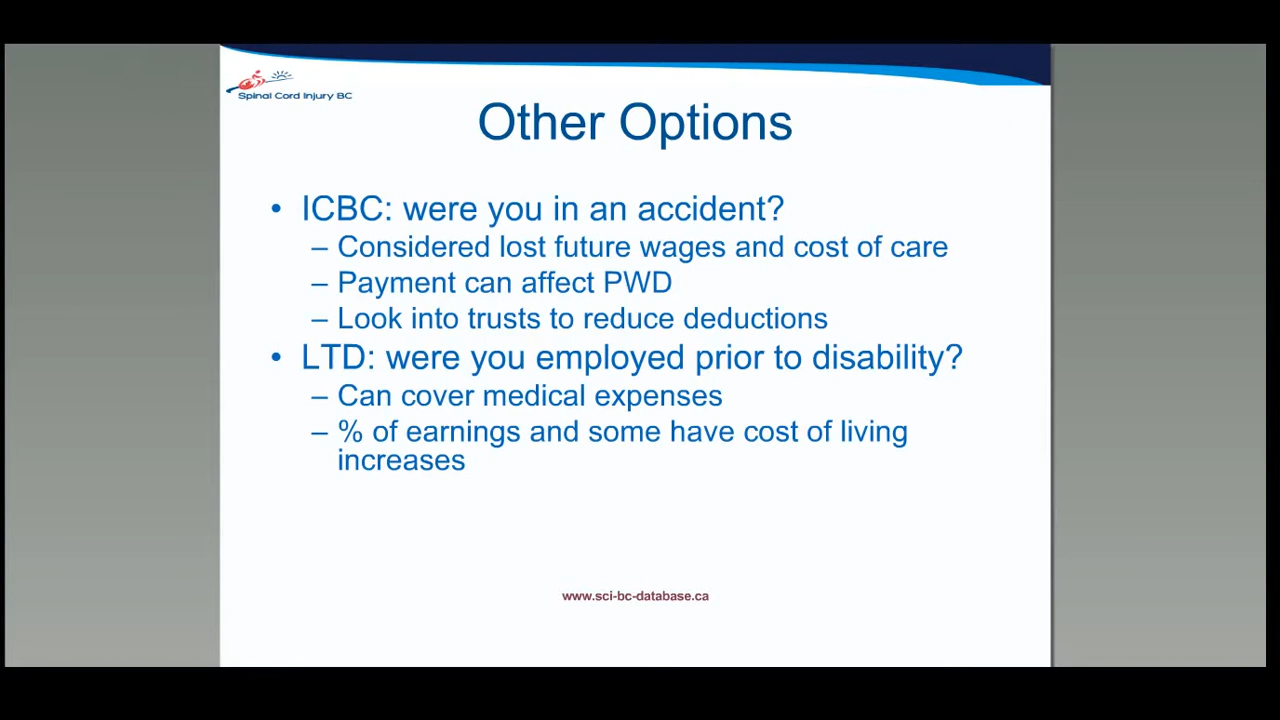 Spinal Cord Injury BC
Other Options
• ICBC: were you in an accident?
– Considered lost future wages and cost of care
– Payment can affect PWD
– Look into trusts to reduce deductions
• LTD: were you employed prior to disability?
– Can cover medical expenses
– % of earnings and some have cost of living
increases
www.sci-bc-database.ca